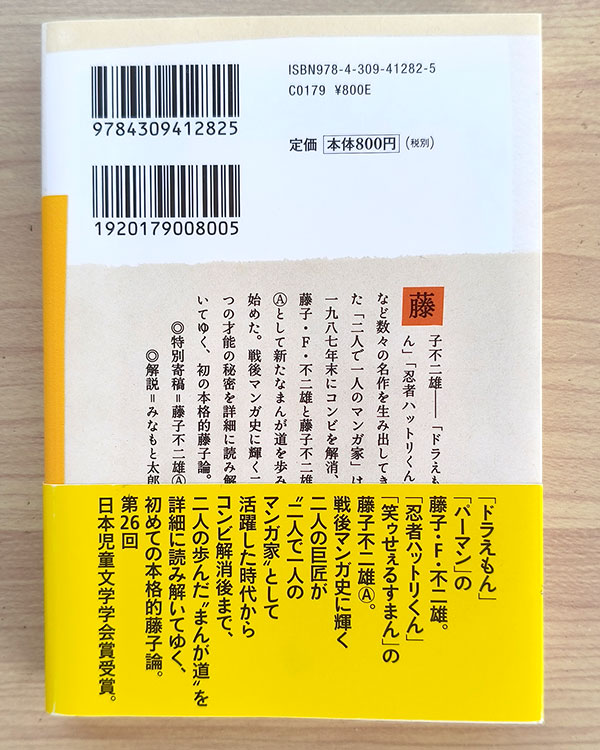 ISBN978-4-309-41282-5
C0179 ¥800E
9784309412825
定価 本体800円(税別)
1920179008005
藤子不二雄——「ドラえも
ん」「忍者ハットリくん
など数々の名作を生み出してき
た「二人で一人のマンガ家」は
一九八七年末にコンビを解消、
藤子・F・不二雄と藤子不二雄
Ⓐとして新たなまんが道を歩み
始めた。戦後マンガ史に輝く二
つの才能の秘密を詳細に読み解
いてゆく、初の本格的藤子論。
◎特別寄稿=藤子不二雄Ⓐ
◎解説=みなもと太郎
「ドラえもん」
「パーマン」の
藤子・F・不二雄。
「忍者ハットリくん」
「笑ゥせぇるすまん」の
藤子不二雄Ⓐ。
戦後マンガ史に輝く
二人の巨匠が
“二人で一人の
マンガ家”として
活躍した時代から
コンビ解消後まで、
二人の歩んだ“まんが道”を
詳細に読み解いてゆく、
初めての本格的藤子論。
第26回
日本児童文学学会賞受賞。